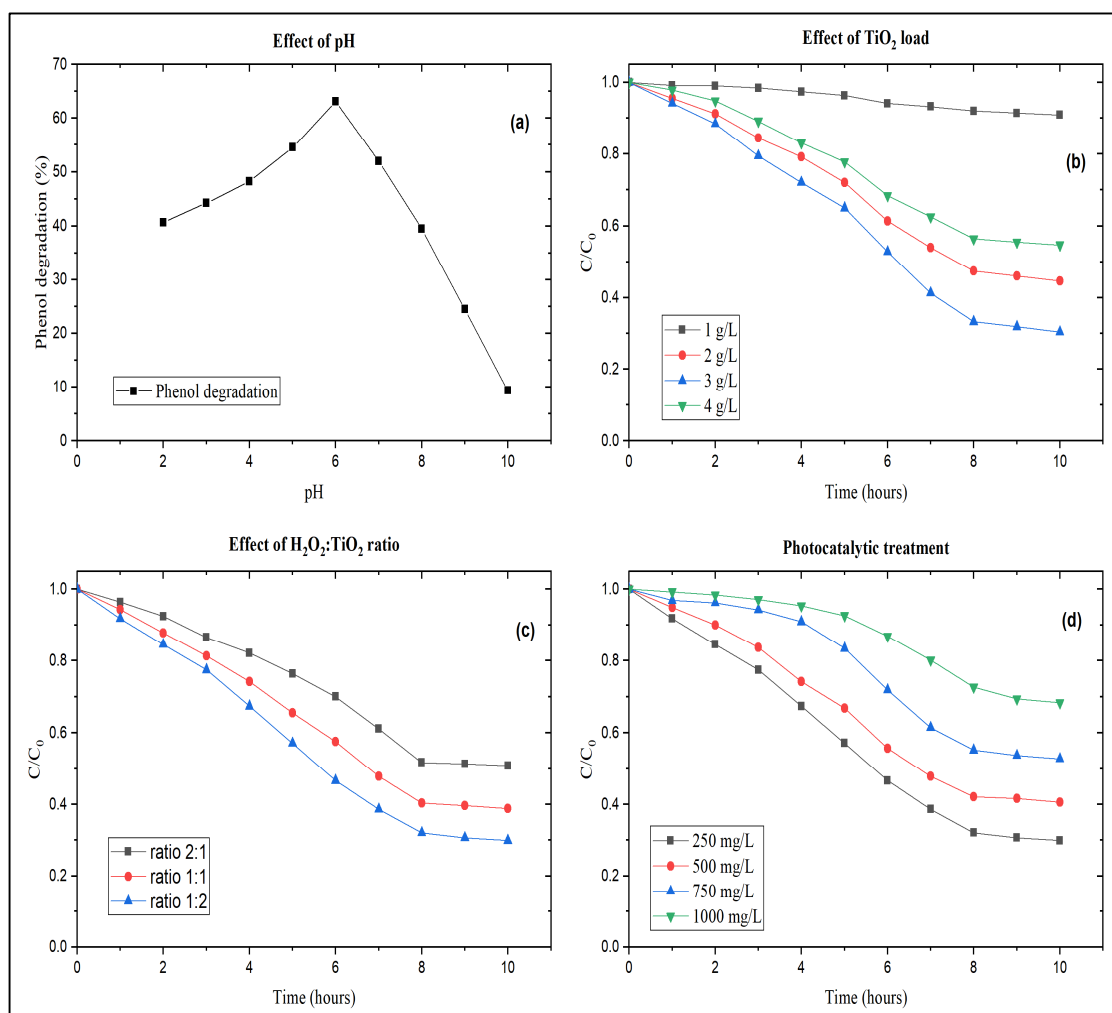 Effect of pH
70
60
50
40
30
20
10
0
Phenol degradation (%)
(a)
Phenol degradation
0 2 4 6 8 10
pH
Effect of TiO₂ load
1.0
0.8
0.6
0.4
0.2
0.0
C/C₀
(b)
1 g/L
2 g/L
3 g/L
4 g/L
0 2 4 6 8 10
Time (hours)
Effect of H₂O₂:TiO₂ ratio
1.0
0.8
0.6
0.4
0.2
0.0
C/C₀
(c)
ratio 2:1
ratio 1:1
ratio 1:2
0 2 4 6 8 10
Time (hours)
Photocatalytic treatment
1.0
0.8
0.6
0.4
0.2
0.0
C/C₀
(d)
250 mg/L
500 mg/L
750 mg/L
1000 mg/L
0 2 4 6 8 10
Time (hours)